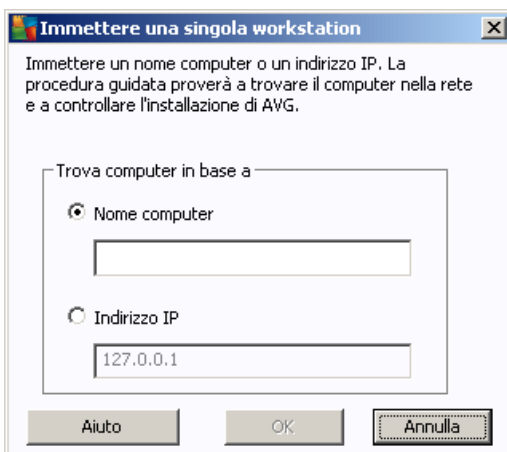 Immettere una singola workstation
Immettere un nome computer o un indirizzo IP. La
procedura guidata proverà a trovare il computer nella rete
e a controllare l'installazione di AVG.
Trova computer in base a
Nome computer
Indirizzo IP
127.0.0.1
Aiuto
OK
Annulla